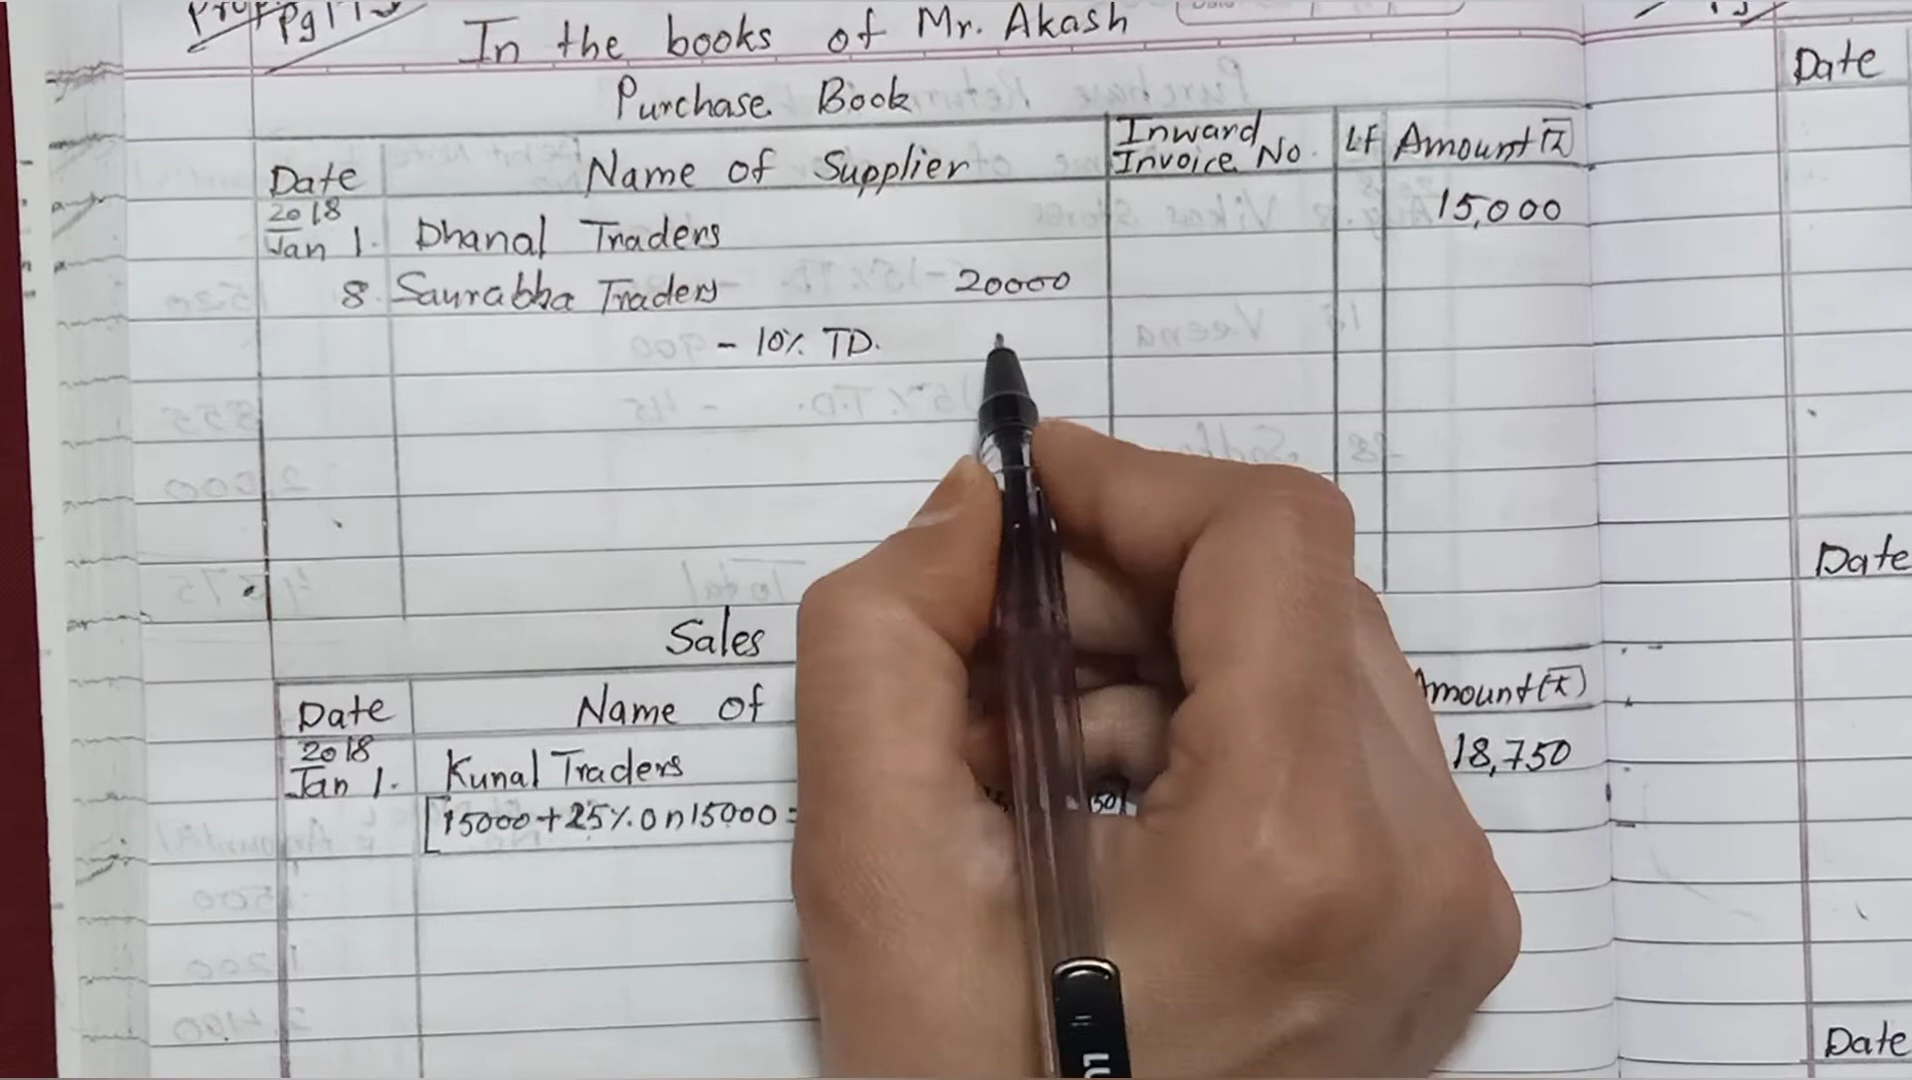 Pg 113
In the books of Mr. Akash
Purchase Book
Date Name of Supplier Inward Invoice No. LF Amount (₹)
2018
Jan 1. Dhanal Traders 15,000
8. Saurabha Traders 20000
- 10% TD.
Sales
Date Name of Amount (₹)
2018
Jan 1. Kunal Traders 18,750
[15000+25% on 15000 =
Date
Date
Date